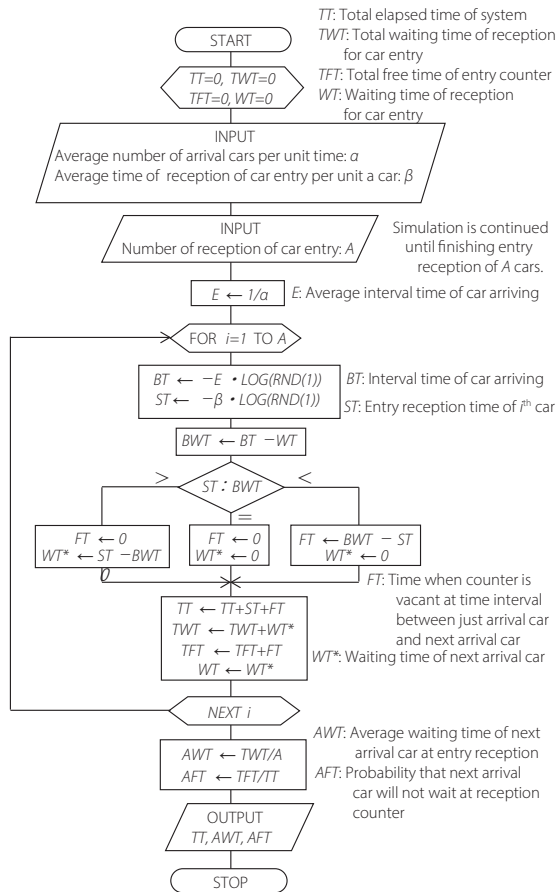 START
TT: Total elapsed time of system
TWT: Total waiting time of reception
for car entry
TFT: Total free time of entry counter
WT: Waiting time of reception
for car entry
TT=0, TWT=0
TFT=0, WT=0
INPUT
Average number of arrival cars per unit time: α
Average time of reception of car entry per unit a car: β
INPUT
Number of reception of car entry: A
Simulation is continued
until finishing entry
reception of A cars.
E ← 1/α
E: Average interval time of car arriving
FOR i=1 TO A
BT ← −E • LOG(RND(1))
ST ← −β • LOG(RND(1))
BT: Interval time of car arriving
ST: Entry reception time of ith car
BWT ← BT −WT
> ST : BWT <
=
FT ← 0
WT* ← ST −BWT
0
FT ← 0
WT* ← 0
FT ← BWT − ST
WT* ← 0
FT: Time when counter is
vacant at time interval
between just arrival car
and next arrival car
WT*: Waiting time of next arrival car
TT ← TT+ST+FT
TWT ← TWT+WT*
TFT ← TFT+FT
WT ← WT*
NEXT i
AWT ← TWT/A
AFT ← TFT/TT
AWT: Average waiting time of next
arrival car at entry reception
AFT: Probability that next arrival
car will not wait at reception
counter
OUTPUT
TT, AWT, AFT
STOP